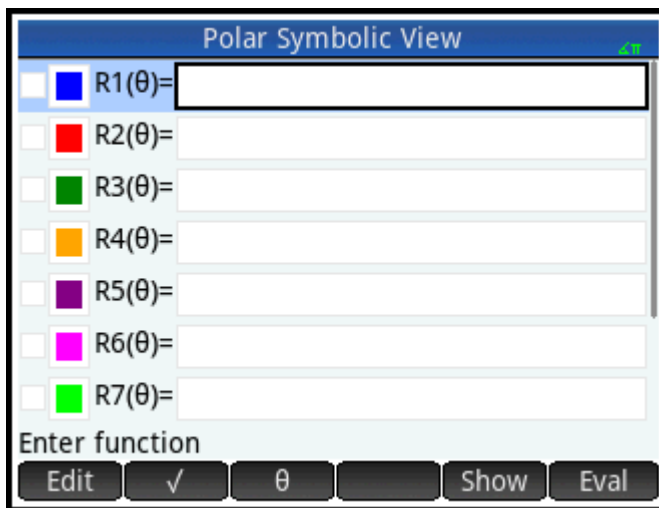 Polar Symbolic View
∡π
R1(θ)=
R2(θ)=
R3(θ)=
R4(θ)=
R5(θ)=
R6(θ)=
R7(θ)=
Enter function
Edit √ θ Show Eval